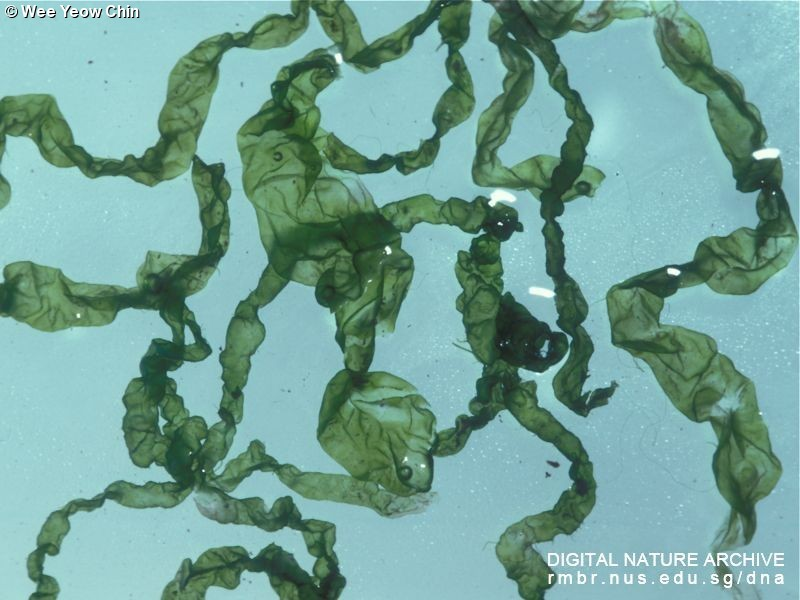 © Wee Yeow Chin
DIGITAL NATURE ARCHIVE
rmbr.nus.edu.sg/dna